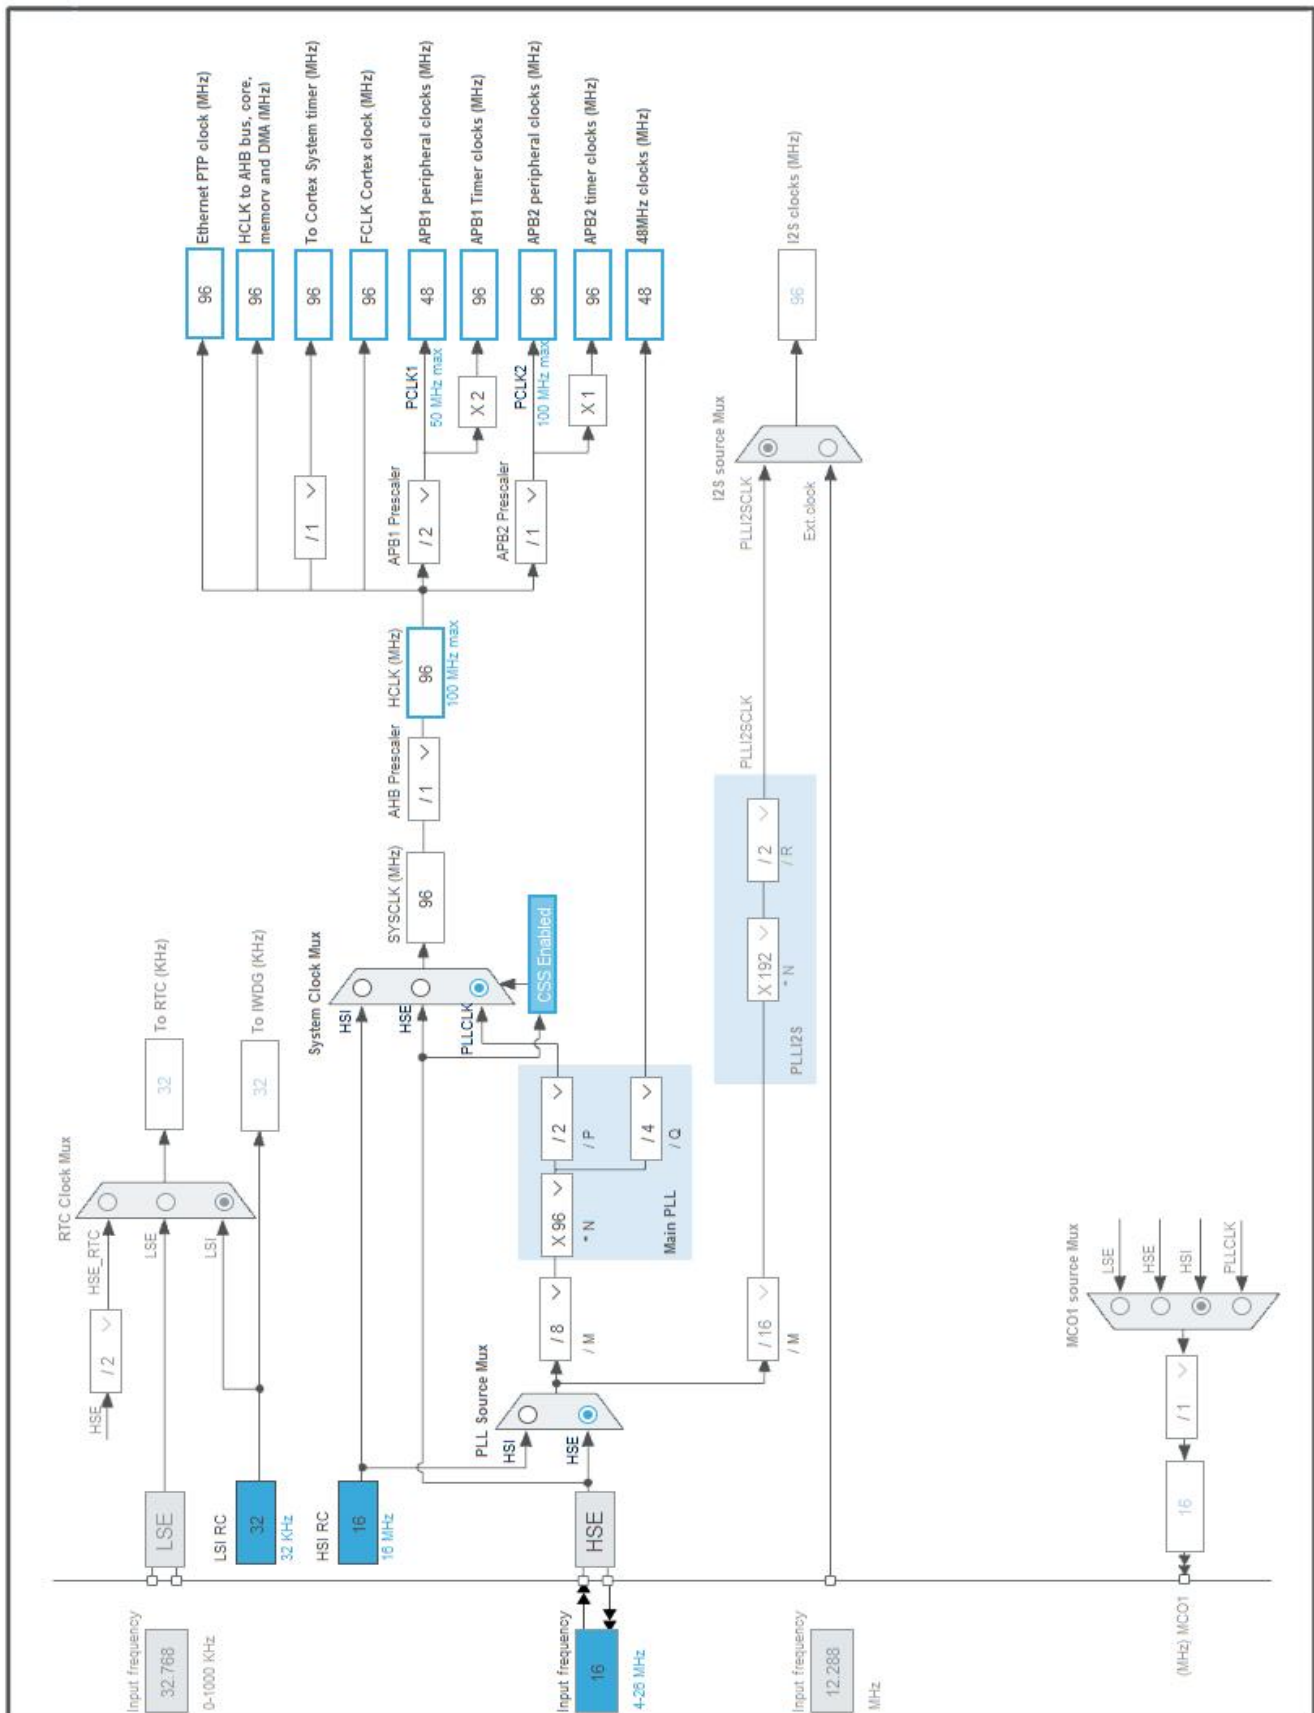 Input frequency
32.768
0-1000 KHz
LSE
HSE
/ 2
HSE_RTC
LSE
LSI
RTC Clock Mux
32
To RTC (KHz)
LSI RC
32
32 KHz
32
To IWDG (KHz)
HSI RC
16
16 MHz
Input frequency
16
4-26 MHz
HSE
PLL Source Mux
HSI
HSE
/ 8
/ M
X 96
* N
/ 2
/ P
/ 4
/ Q
Main PLL
System Clock Mux
HSI
HSE
PLLCLK
CSS Enabled
SYSCLK (MHz)
96
AHB Prescaler
/ 1
HCLK (MHz)
96
100 MHz max
96
Ethernet PTP clock (MHz)
96
HCLK to AHB bus, core,
memory and DMA (MHz)
/ 1
96
To Cortex System timer (MHz)
96
FCLK Cortex clock (MHz)
APB1 Prescaler
/ 2
PCLK1
50 MHz max
48
APB1 peripheral clocks (MHz)
X 2
96
APB1 Timer clocks (MHz)
APB2 Prescaler
/ 1
PCLK2
100 MHz max
96
APB2 peripheral clocks (MHz)
X 1
96
APB2 timer clocks (MHz)
48
48MHz clocks (MHz)
/ 16
/ M
X 192
* N
/ 2
/ R
PLLI2S
PLLI2SCLK
PLLI2SCLK
I2S source Mux
Ext.clock
96
I2S clocks (MHz)
Input frequency
12.288
MHz
(MHz) MCO1
16
/ 1
MCO1 source Mux
LSE
HSE
HSI
PLLCLK